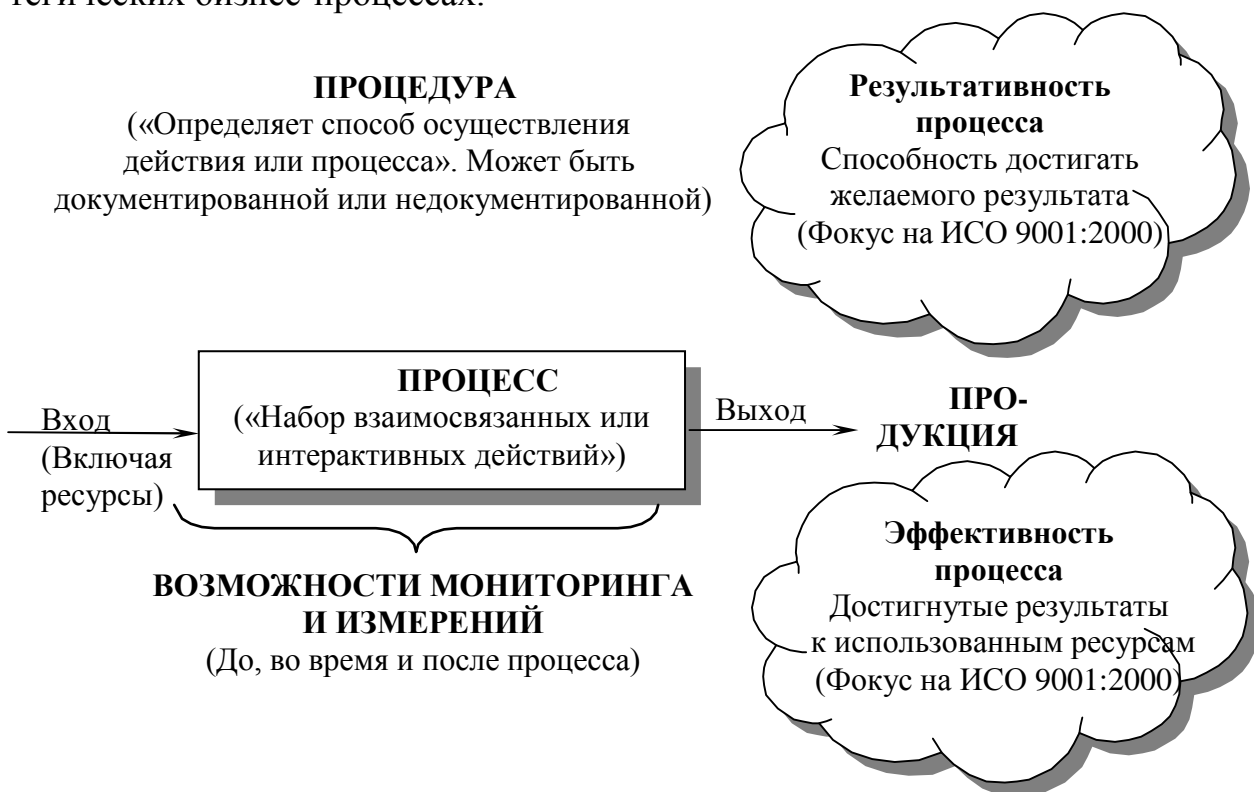 тегических бизнес-процессах.
ПРОЦЕДУРА
(«Определяет способ осуществления
действия или процесса». Может быть
документированной или недокументированной)
Результативность
процесса
Способность достигать
желаемого результата
(Фокус на ИСО 9001:2000)
Вход
(Включая
ресурсы)
ПРОЦЕСС
(«Набор взаимосвязанных или
интерактивных действий»)
Выход
ПРО-
ДУКЦИЯ
ВОЗМОЖНОСТИ МОНИТОРИНГА
И ИЗМЕРЕНИЙ
(До, во время и после процесса)
Эффективность
процесса
Достигнутые результаты
к использованным ресурсам
(Фокус на ИСО 9001:2000)